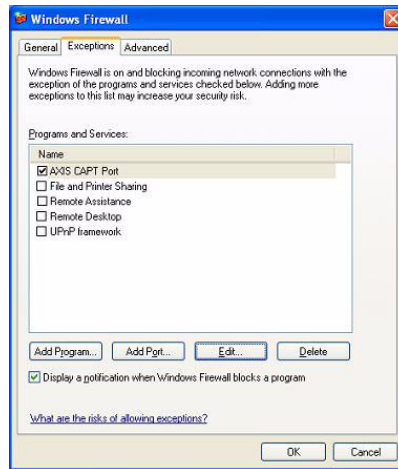 Windows Firewall
General Exceptions Advanced
Windows Firewall is on and blocking incoming network connections with the
exception of the programs and services checked below. Adding more
exceptions to this list may increase your security risk.
Programs and Services:
Name
AXIS CAPT Port
File and Printer Sharing
Remote Assistance
Remote Desktop
UPnP framework
Add Program... Add Port... Edit... Delete
Display a notification when Windows Firewall blocks a program
What are the risks of allowing exceptions?
OK Cancel